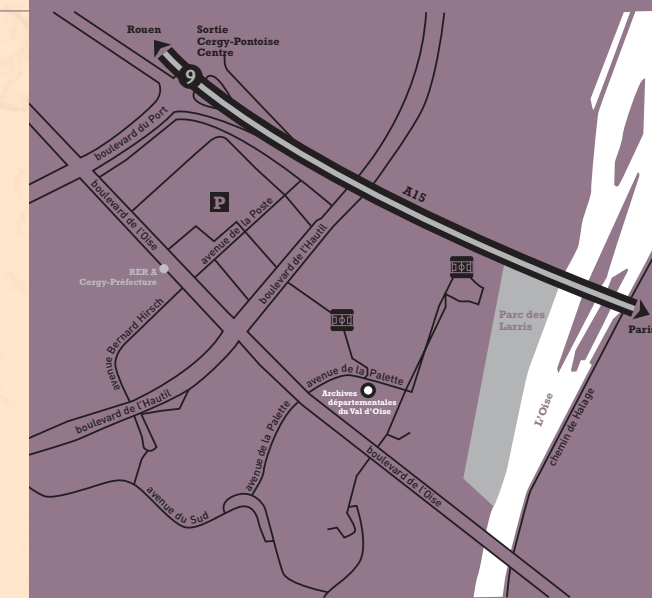 Rouen
Sortie
Cergy-Pontoise
Centre
9
boulevard du Port
A15
P
boulevard de l'Oise
avenue de la Poste
boulevard de l'Hautil
RER A
Cergy-Préfecture
avenue Bernard Hirsch
Parc des
Larris
Paris
avenue de la Palette
Archives
départementales
du Val d'Oise
boulevard de l'Hautil
avenue de la Palette
L'Oise
chemin de Halage
boulevard de l'Oise
avenue du Sud